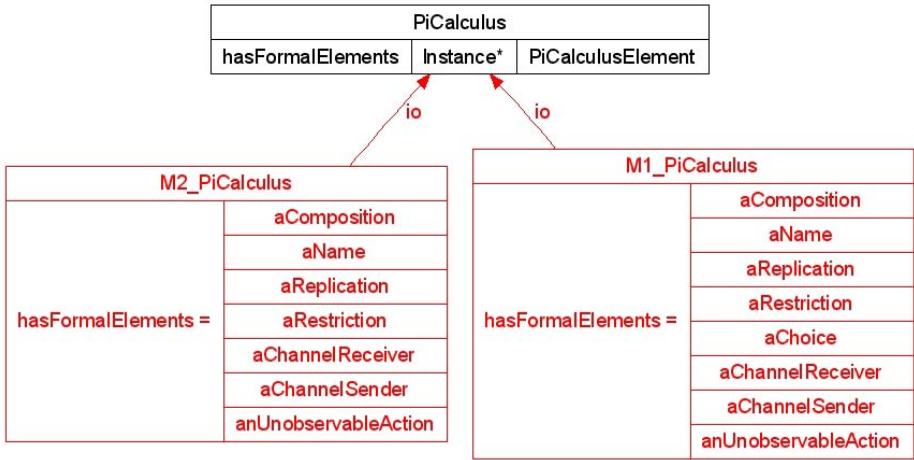 PiCalculus
hasFormalElements Instance* PiCalculusElement
io
io
M2_PiCalculus
hasFormalElements =
aComposition
aName
aReplication
aRestriction
aChannelReceiver
aChannelSender
anUnobservableAction
M1_PiCalculus
hasFormalElements =
aComposition
aName
aReplication
aRestriction
aChoice
aChannelReceiver
aChannelSender
anUnobservableAction